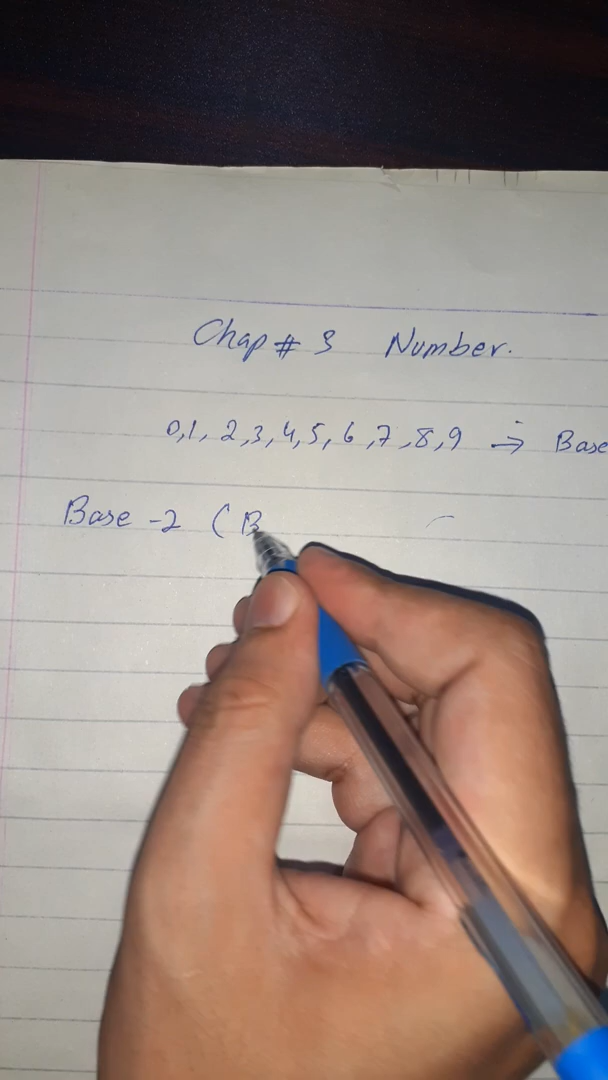 Chap # 3 Number.
0,1, 2,3,4,5,6,7,8,9 → Base
Base -2 (B